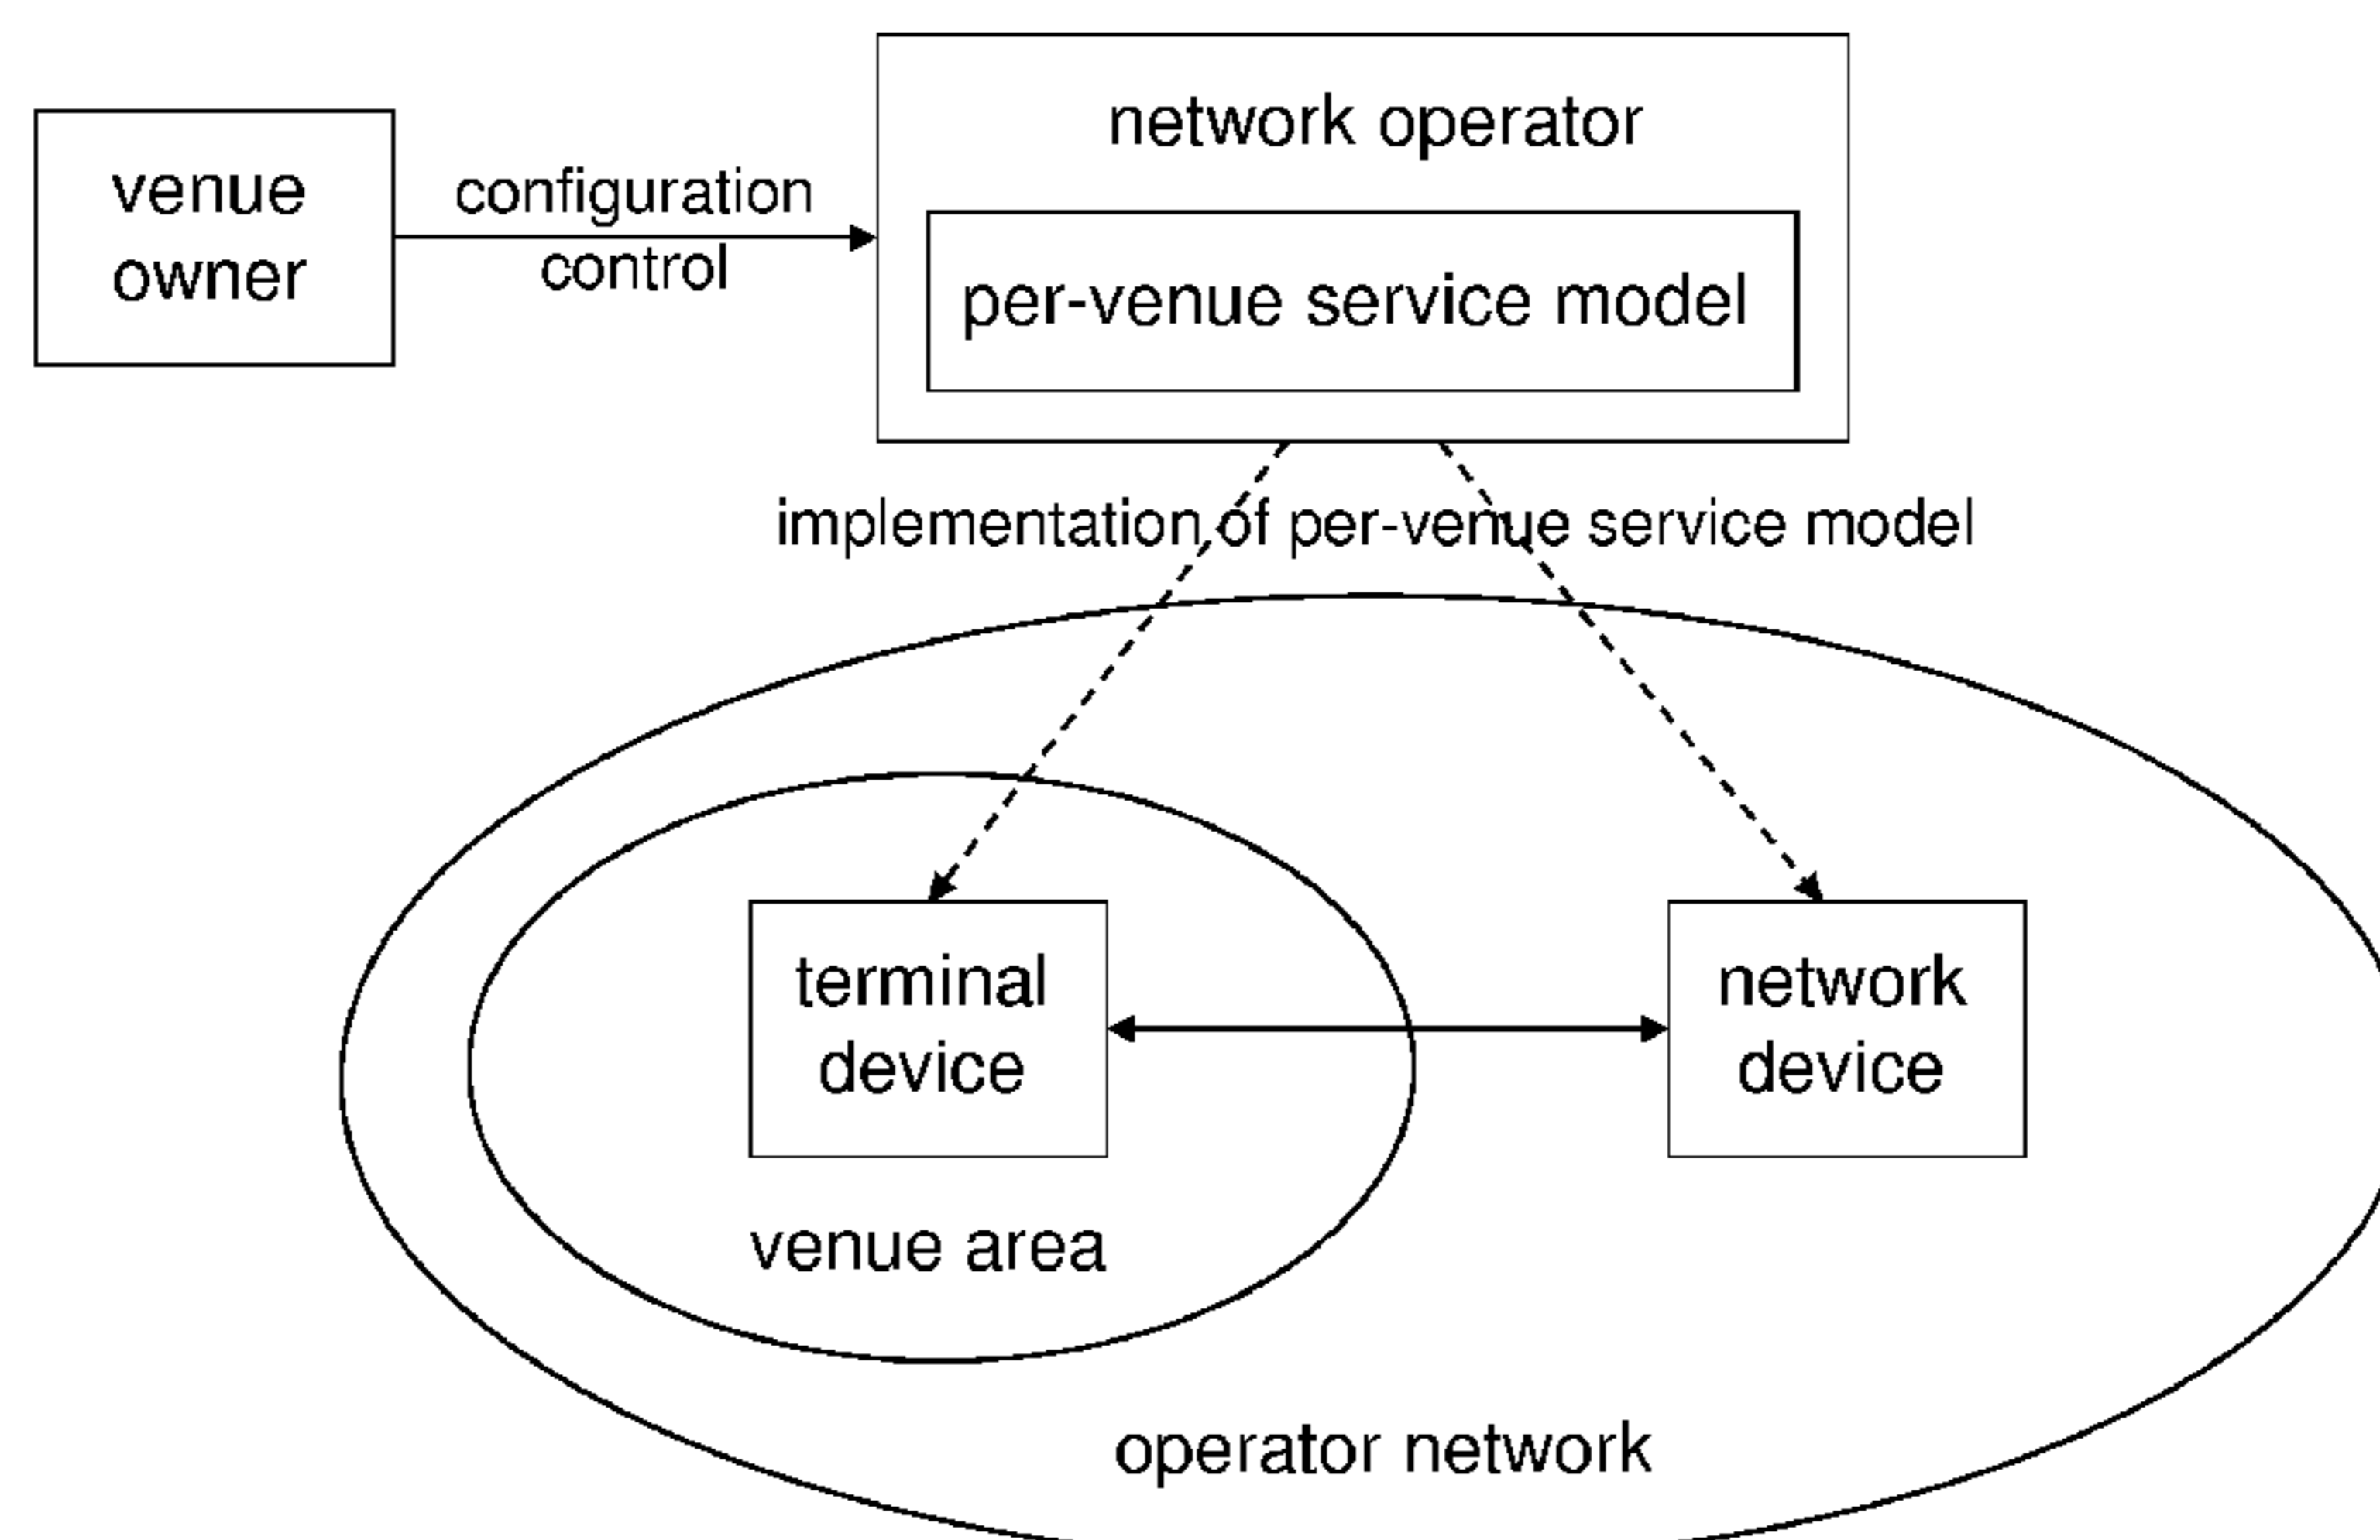 network operator
venue
owner
configuration
control
per-venue service model
implementation of per-venue service model
terminal
device
network
device
venue area
operator network